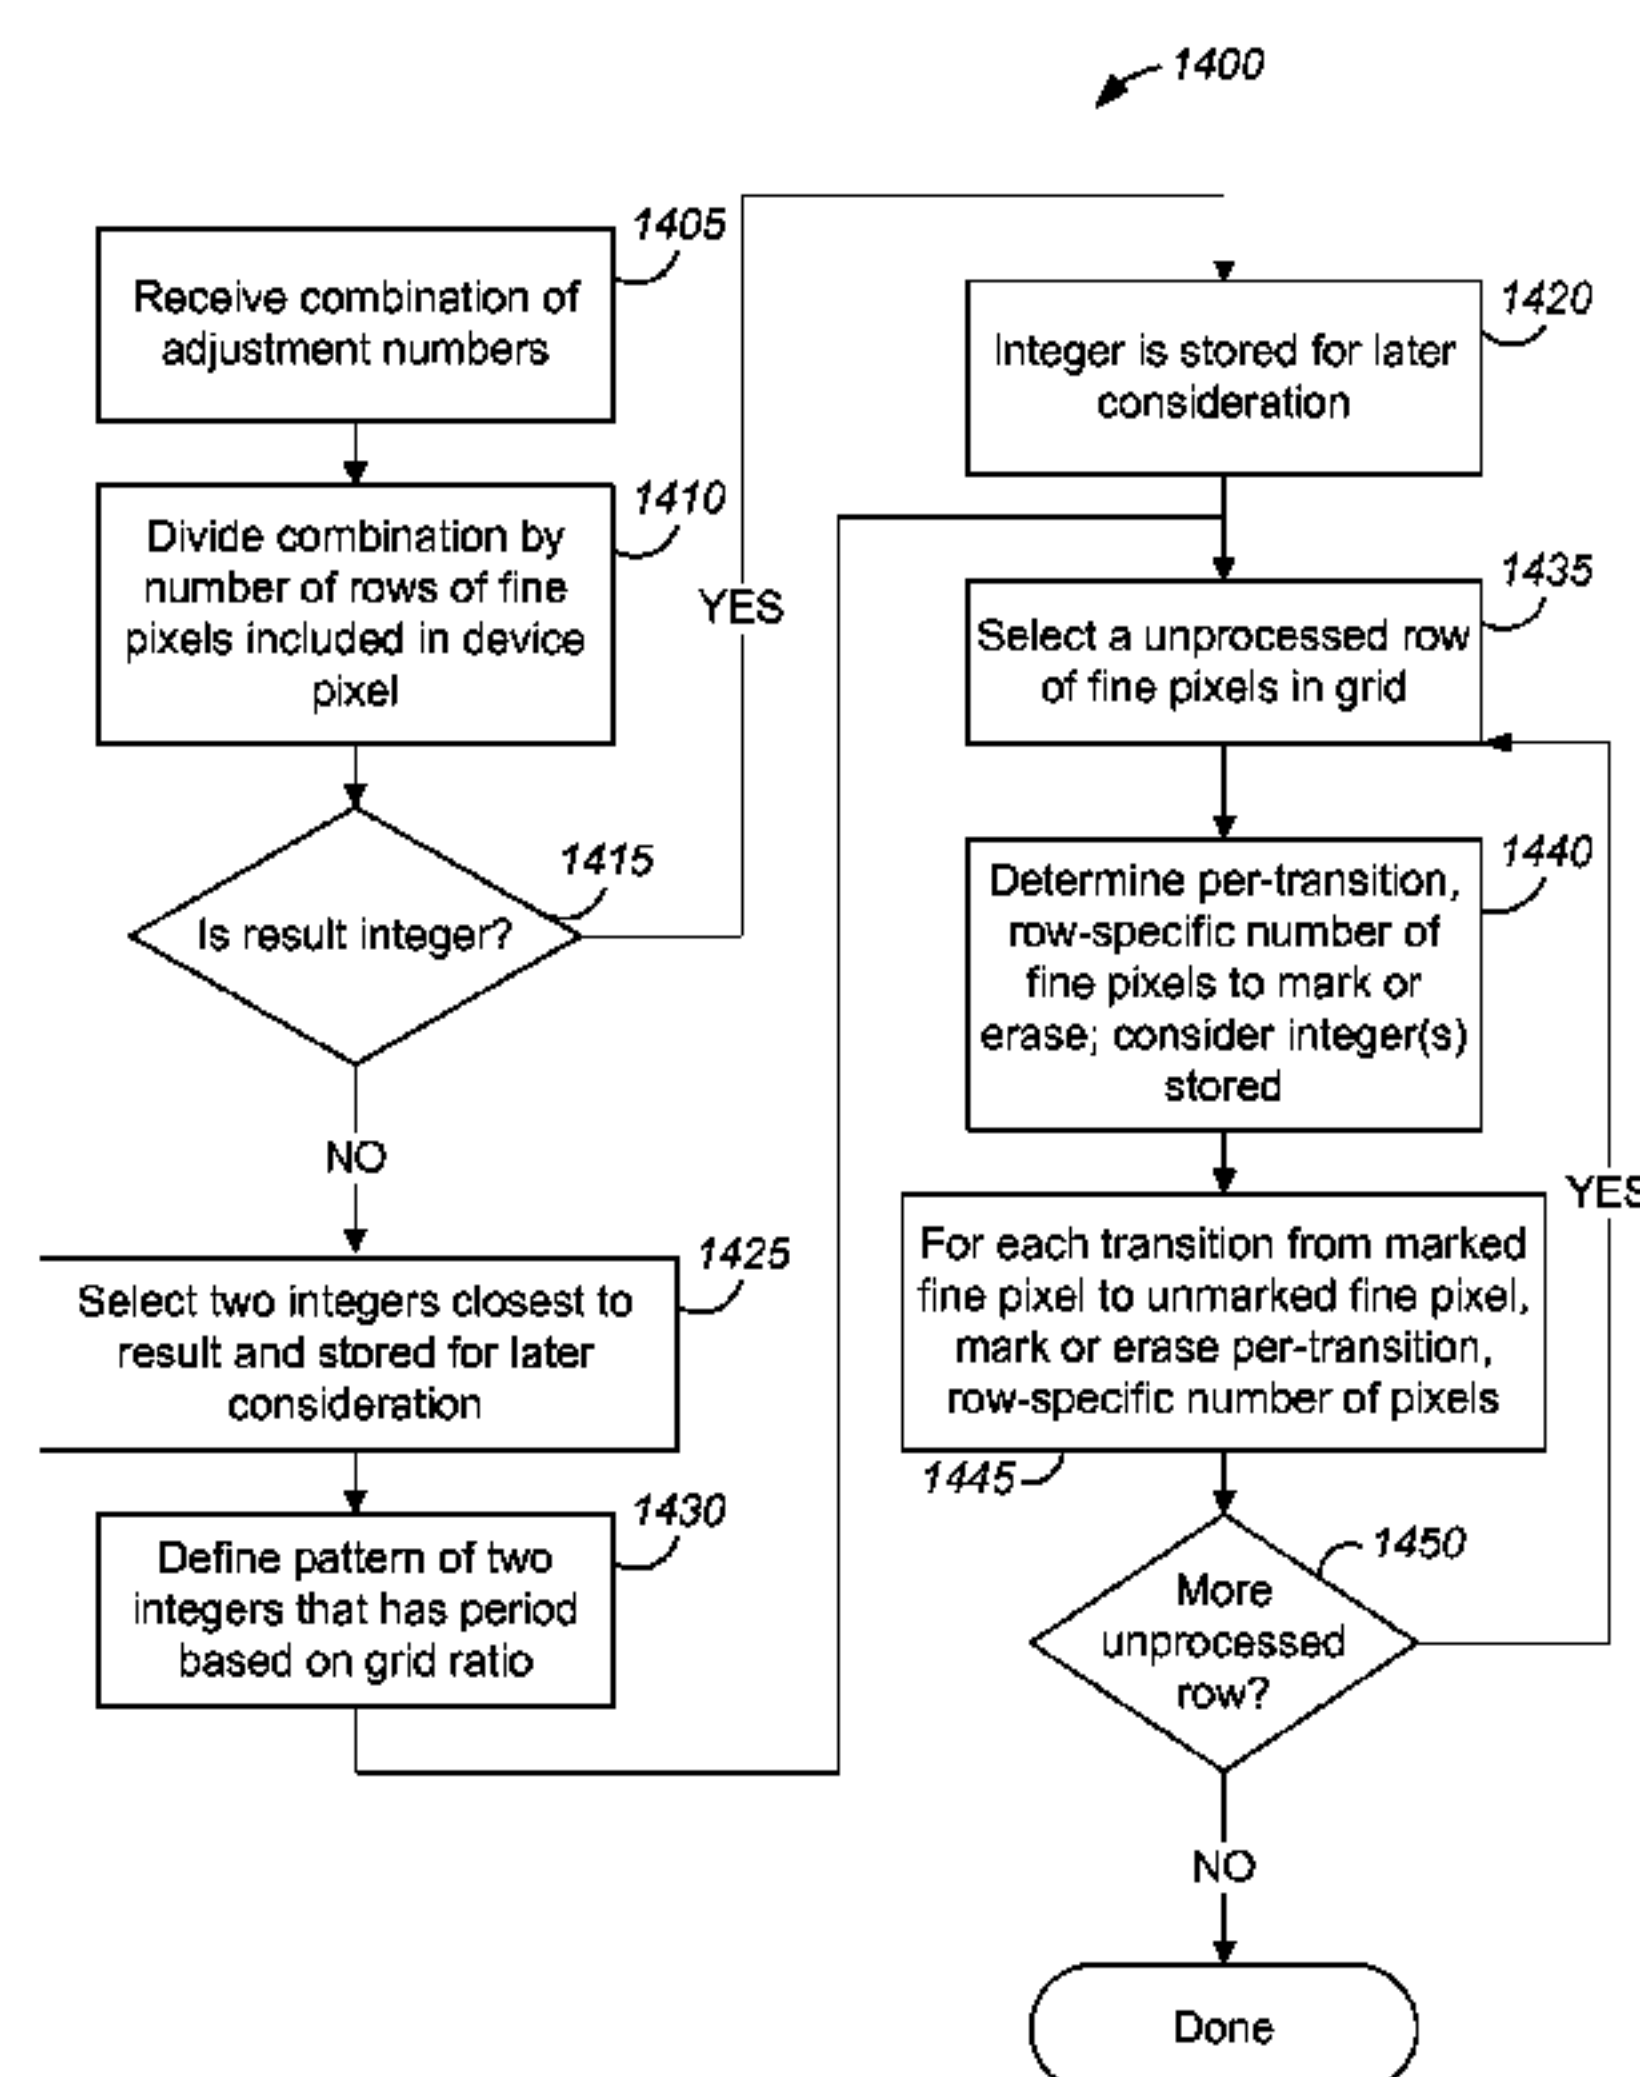 1400
1405
Receive combination of
adjustment numbers
1410
Divide combination by
number of rows of fine
pixels included in device
pixel
1415
Is result integer?
YES
NO
1425
Select two integers closest to
result and stored for later
consideration
1430
Define pattern of two
integers that has period
based on grid ratio
1420
Integer is stored for later
consideration
1435
Select a unprocessed row
of fine pixels in grid
1440
Determine per-transition,
row-specific number of
fine pixels to mark or
erase; consider integer(s)
stored
For each transition from marked
fine pixel to unmarked fine pixel,
mark or erase per-transition,
row-specific number of pixels
1445
1450
More
unprocessed
row?
YES
NO
Done